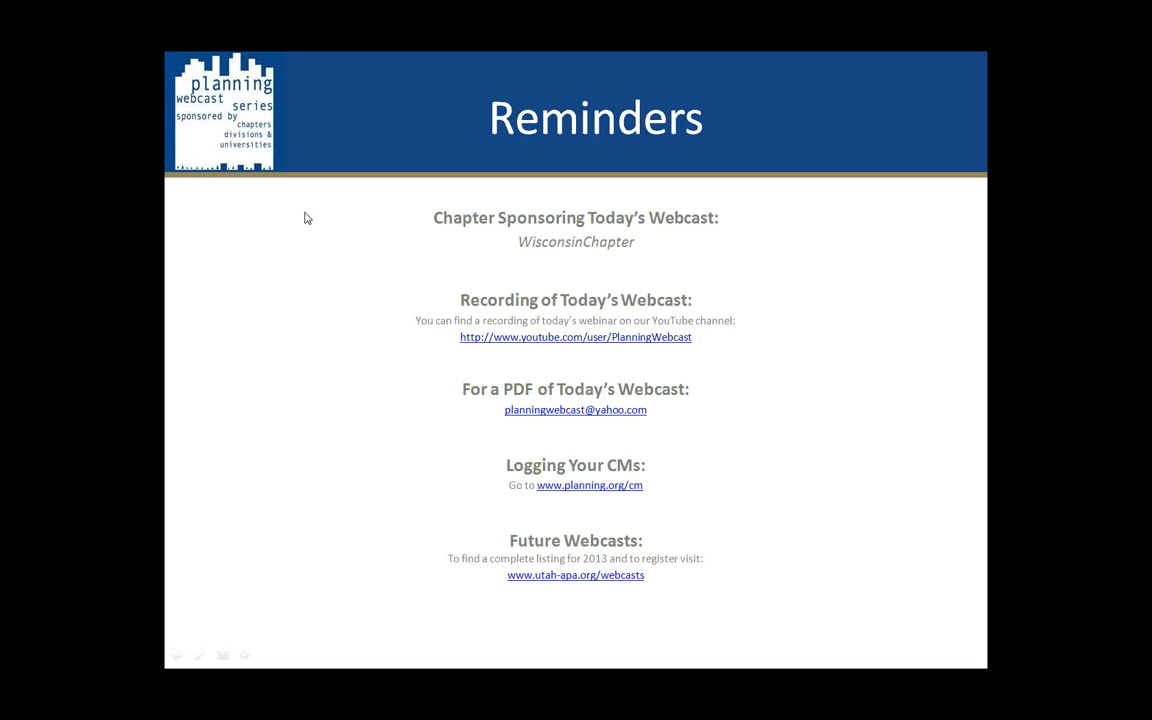 planning
webcast series
sponsored by
chapters
divisions &
universities
Reminders
Chapter Sponsoring Today’s Webcast:
WisconsinChapter
Recording of Today’s Webcast:
You can find a recording of today’s webinar on our YouTube channel:
http://www.youtube.com/user/PlanningWebcast
For a PDF of Today’s Webcast:
planningwebcast@yahoo.com
Logging Your CMs:
Go to www.planning.org/cm
Future Webcasts:
To find a complete listing for 2013 and to register visit:
www.utah-apa.org/webcasts